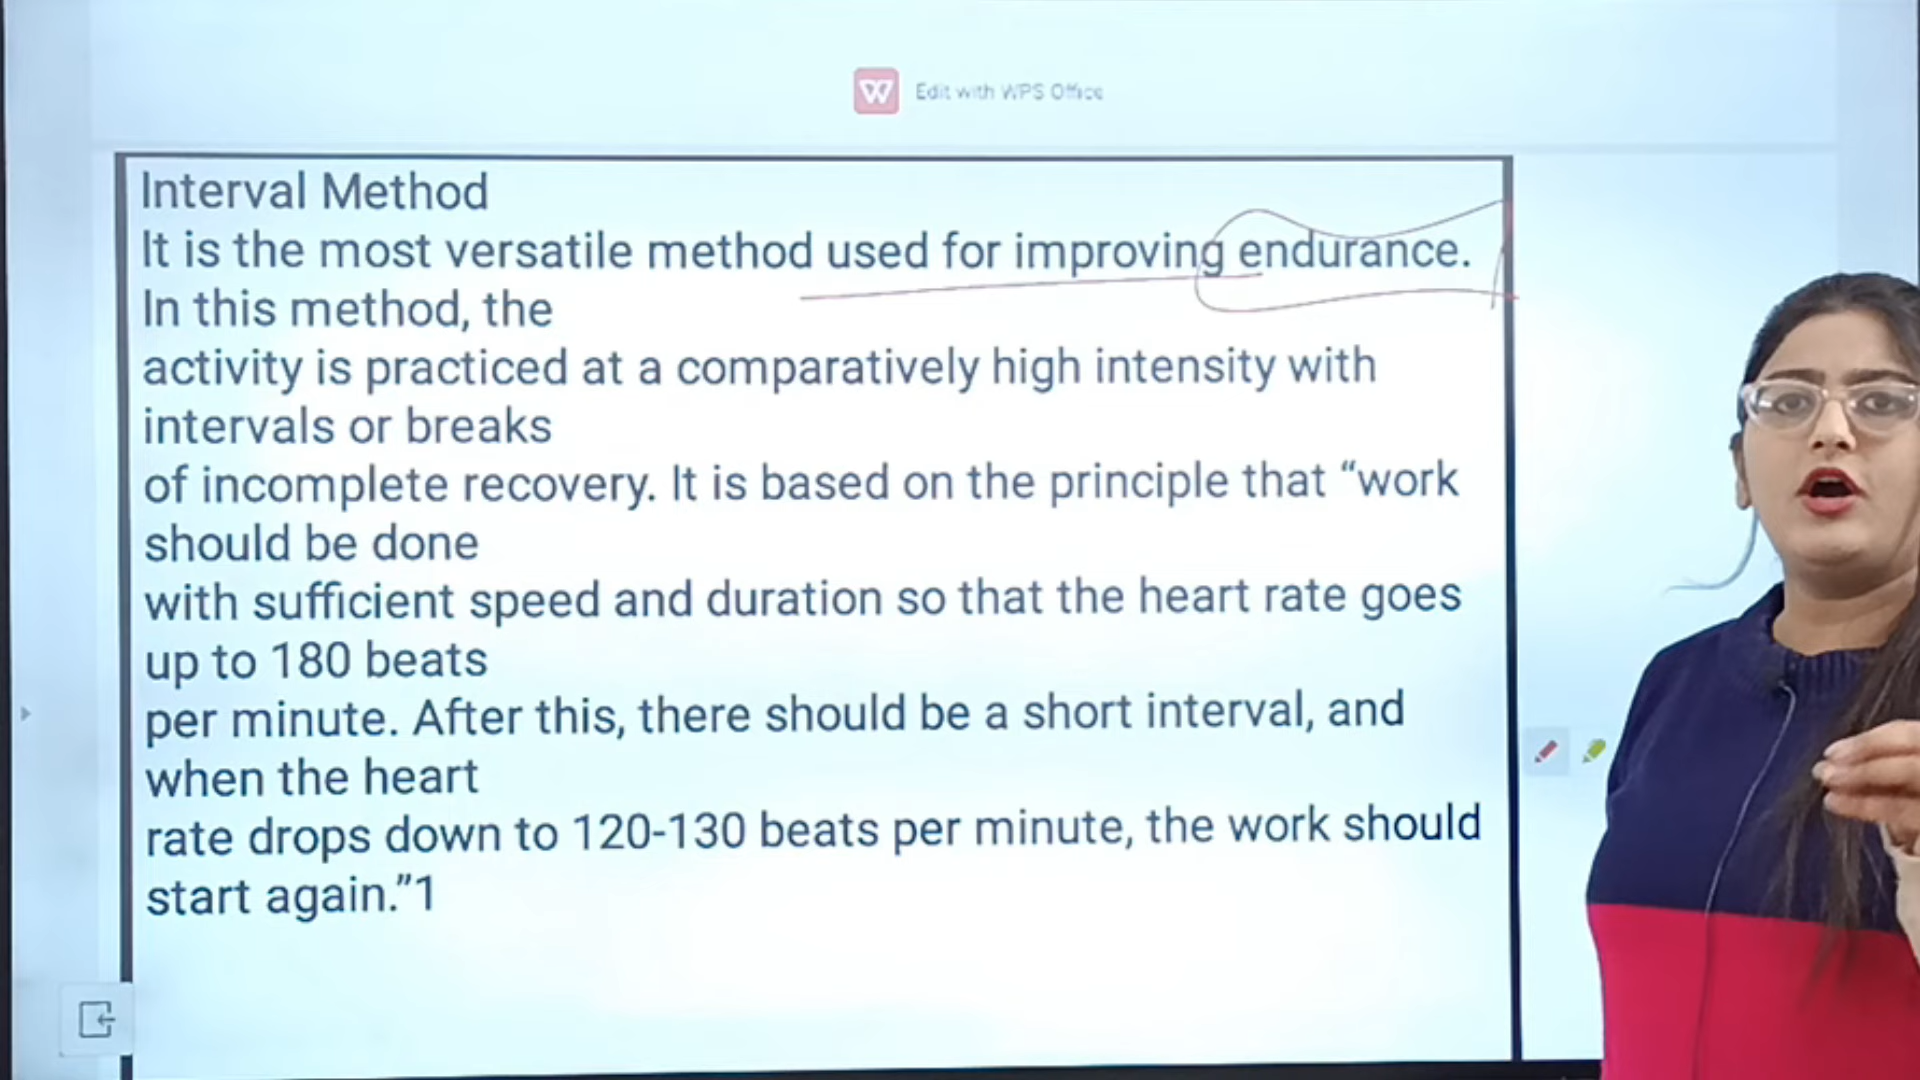 Edit with WPS Office
Interval Method
It is the most versatile method used for improving endurance.
In this method, the
activity is practiced at a comparatively high intensity with
intervals or breaks
of incomplete recovery. It is based on the principle that “work
should be done
with sufficient speed and duration so that the heart rate goes
up to 180 beats
per minute. After this, there should be a short interval, and
when the heart
rate drops down to 120-130 beats per minute, the work should
start again.”1